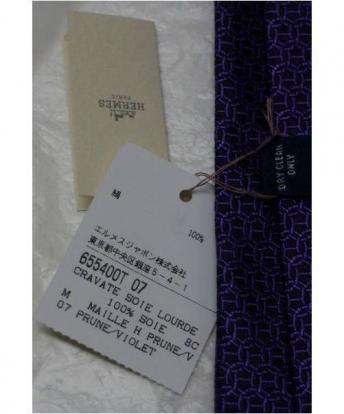 HERMES
PARIS
DRY CLEAN
ONLY
絹 100%
エルメスジャポン株式会社
東京都中央区銀座5-4-1
655400T 07
CRAVATE SOIE LOURDE
100% SOIE 8C
M MAILLE H PRUNE/V
07 PRUNE/VIOLET